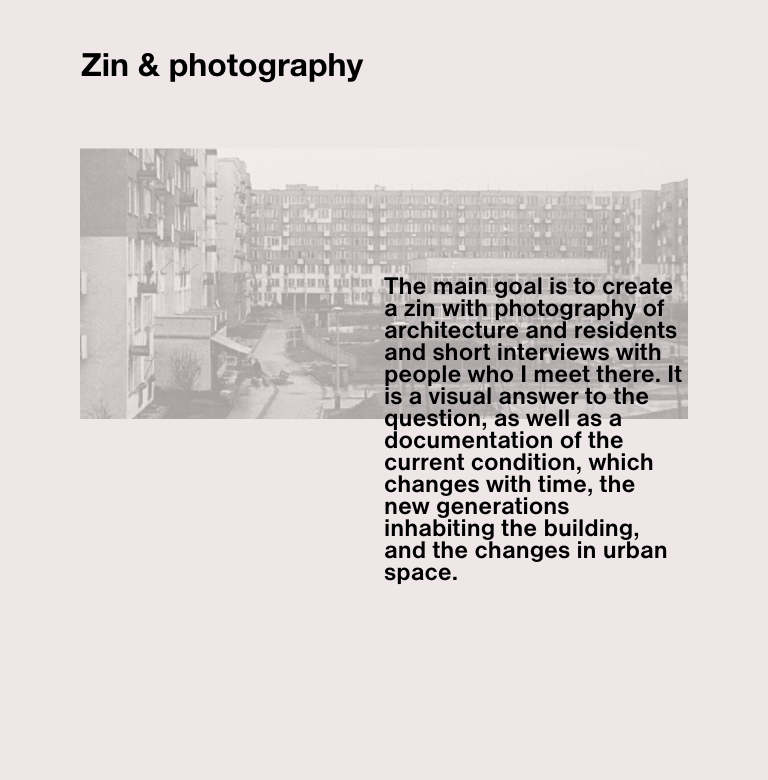 Zin & photography
The main goal is to create
a zin with photography of
architecture and residents
and short interviews with
people who I meet there. It
is a visual answer to the
question, as well as a
documentation of the
current condition, which
changes with time, the
new generations
inhabiting the building,
and the changes in urban
space.